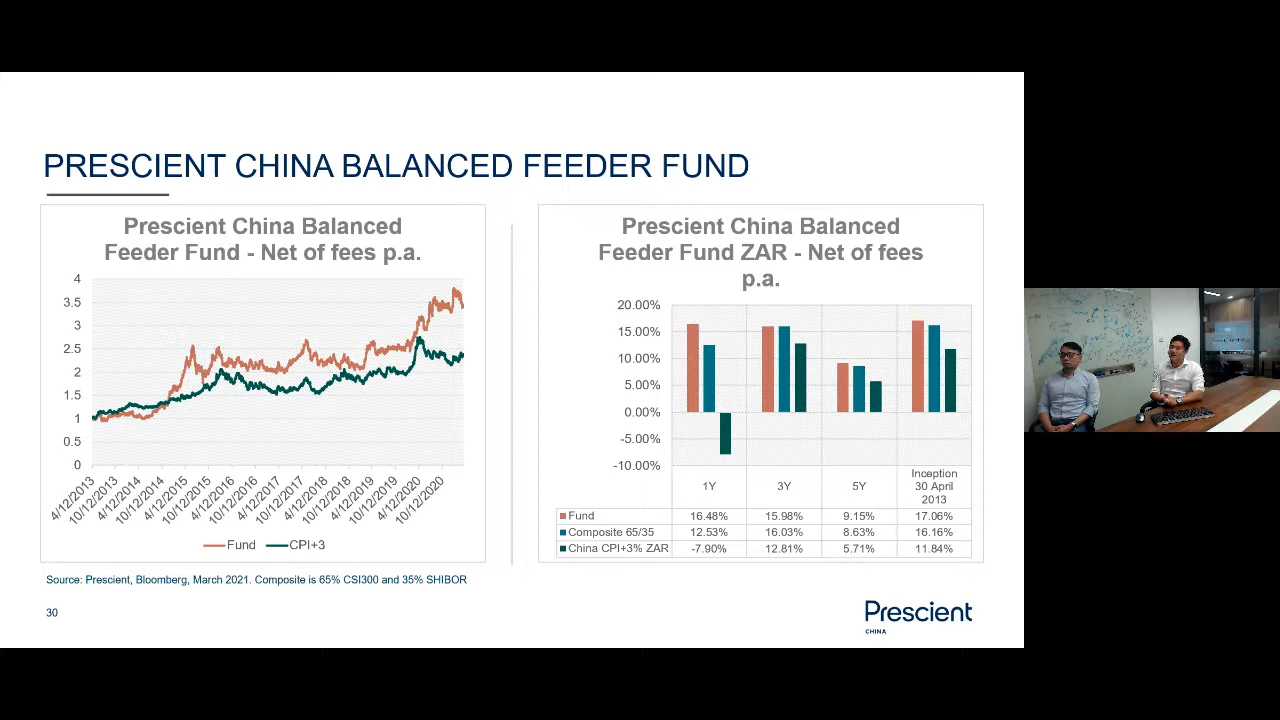 PRESCIENT CHINA BALANCED FEEDER FUND
Prescient China Balanced
Feeder Fund - Net of fees p.a.
4
3.5
3
2.5
2
1.5
1
0.5
0
4/12/2013
10/12/2013
4/12/2014
10/12/2014
4/12/2015
10/12/2015
4/12/2016
10/12/2016
4/12/2017
10/12/2017
4/12/2018
10/12/2018
4/12/2019
10/12/2019
4/12/2020
10/12/2020
Fund CPI+3
Prescient China Balanced
Feeder Fund ZAR - Net of fees
p.a.
20.00%
15.00%
10.00%
5.00%
0.00%
-5.00%
-10.00%
1Y 3Y 5Y Inception 30 April 2013
Fund 16.48% 15.98% 9.15% 17.06%
Composite 65/35 12.53% 16.03% 8.63% 16.16%
China CPI+3% ZAR -7.90% 12.81% 5.71% 11.84%
Source: Prescient, Bloomberg, March 2021. Composite is 65% CSI300 and 35% SHIBOR
30
Prescient
CHINA